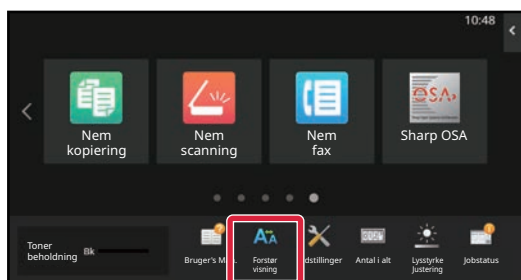 10:48
Nem
kopiering
Nem
scanning
Nem
fax
OSA
Sharp OSA
Toner
beholdning
Bk
Bruger's
Forstør
visning
Antal i alt
Lysstyrke
Justering
Jobstatus